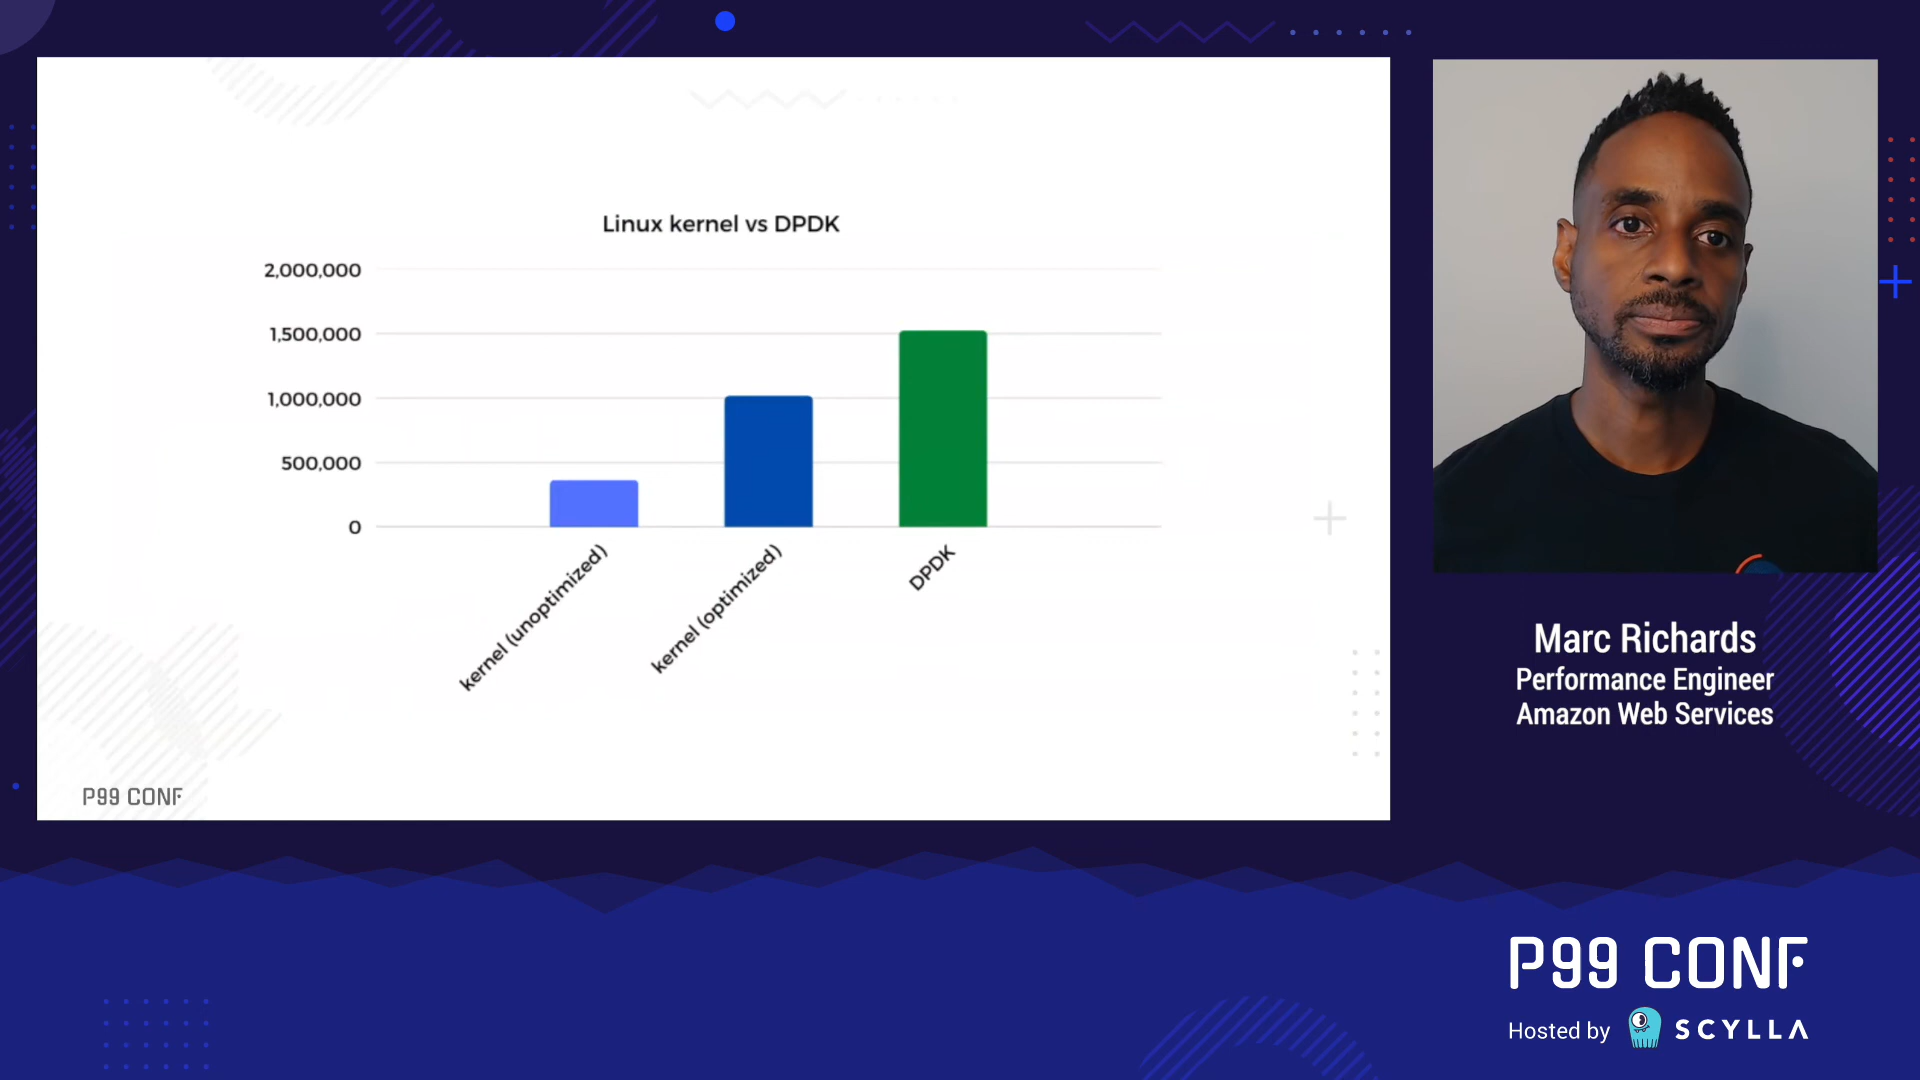 Linux kernel vs DPDK
2,000,000
1,500,000
1,000,000
500,000
0
kernel (unoptimized)
kernel (optimized)
DPDK
P99 CONF
Marc Richards
Performance Engineer
Amazon Web Services
P99 CONF
Hosted by SCYLLA